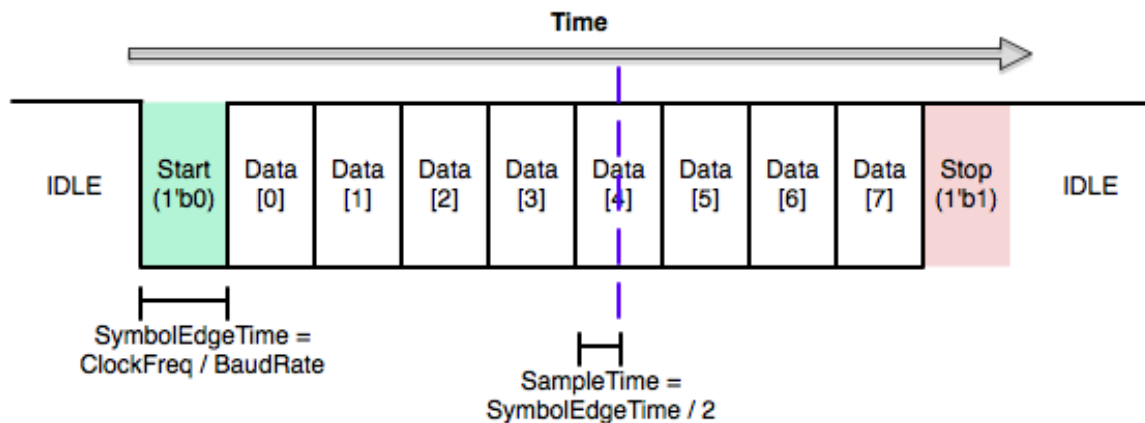 Time
IDLE
Start
(1'b0)
Data
[0]
Data
[1]
Data
[2]
Data
[3]
Data
[4]
Data
[5]
Data
[6]
Data
[7]
Stop
(1'b1)
IDLE
SymbolEdgeTime =
ClockFreq / BaudRate
SampleTime =
SymbolEdgeTime / 2